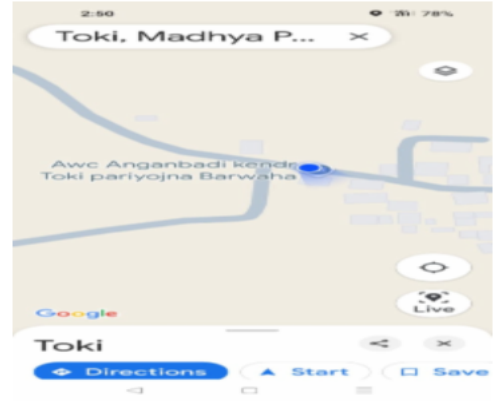 2:50 78%
Toki, Madhya P... ×
Awc Anganbadi kendr
Toki pariyojna Barwaha
Live
Google
Toki
Directions Start Save